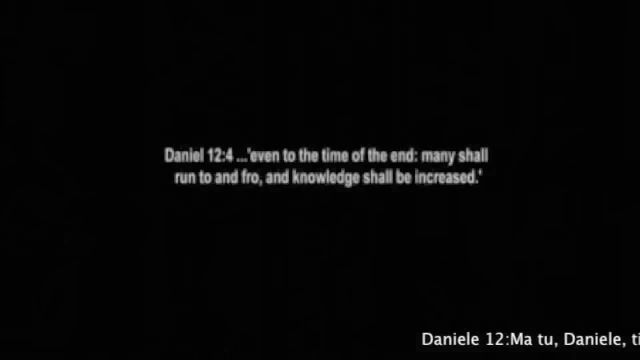 Daniel 12:4 ...'even to the time of the end: many shall
run to and fro, and knowledge shall be increased.'
Daniele 12:Ma tu, Daniele, ti